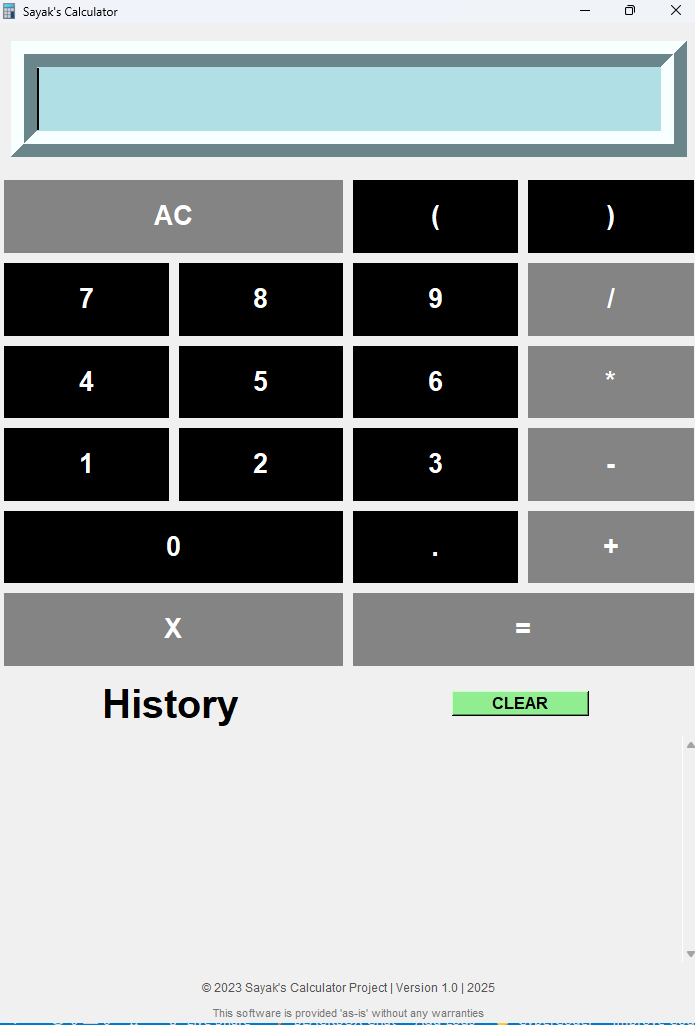 Sayak's Calculator
AC ( )
7 8 9 /
4 5 6 *
1 2 3 -
0 . +
X =
History CLEAR
© 2023 Sayak's Calculator Project | Version 1.0 | 2025
This software is provided 'as-is' without any warranties